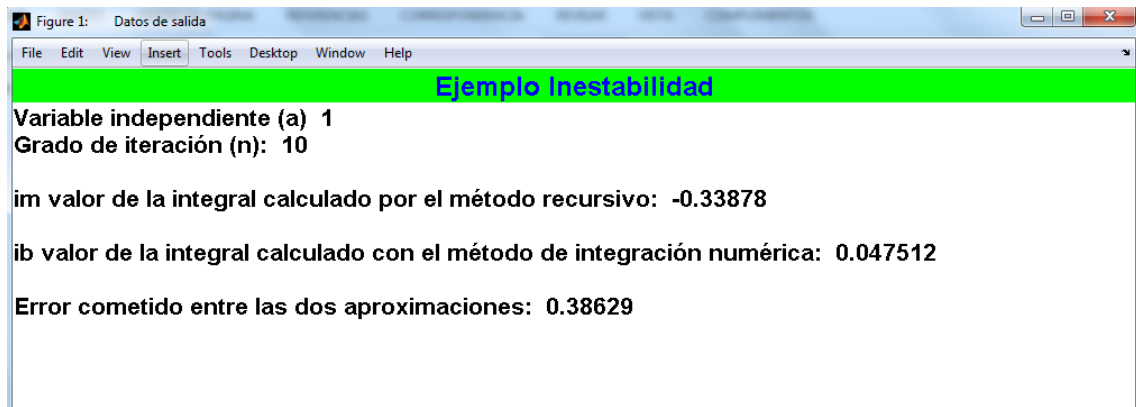 Figure 1: Datos de salida
File Edit View Insert Tools Desktop Window Help
Ejemplo Inestabilidad
Variable independiente (a) 1
Grado de iteración (n): 10
im valor de la integral calculado por el método recursivo: -0.33878
ib valor de la integral calculado con el método de integración numérica: 0.047512
Error cometido entre las dos aproximaciones: 0.38629